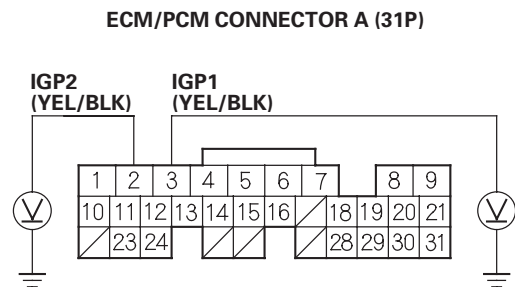 ECM/PCM CONNECTOR A (31P)
IGP2 IGP1
(YEL/BLK) (YEL/BLK)
1 2 3 4 5 6 7 8 9
V 10 11 12 13 14 15 16 18 19 20 21 V
23 24 28 29 30 31